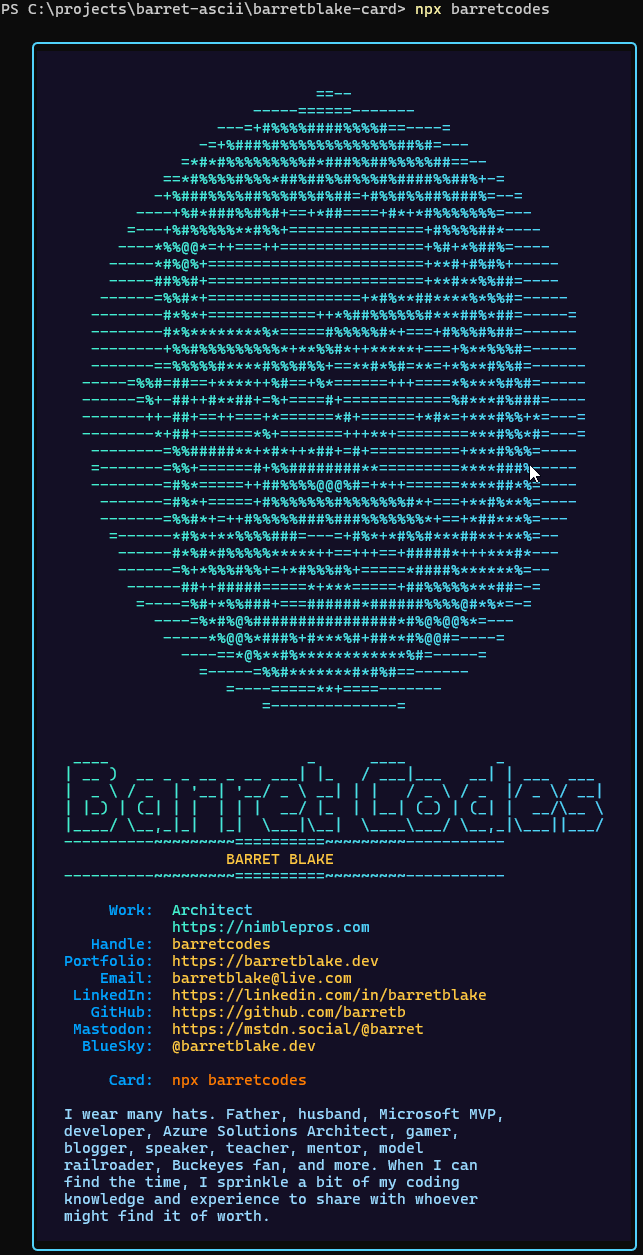 PS C:\projects\barret-ascii\barretblake-card> npx barretcodes
Barret Codes
BARRET BLAKE
Work: Architect
https://nimblepros.com
Handle: barretcodes
Portfolio: https://barretblake.dev
Email: barretblake@live.com
LinkedIn: https://linkedin.com/in/barretblake
GitHub: https://github.com/barretb
Mastodon: https://mstdn.social/@barret
BlueSky: @barretblake.dev
Card: npx barretcodes
I wear many hats. Father, husband, Microsoft MVP,
developer, Azure Solutions Architect, gamer,
blogger, speaker, teacher, mentor, model
railroader, Buckeyes fan, and more. When I can
find the time, I sprinkle a bit of my coding
knowledge and experience to share with whoever
might find it of worth.